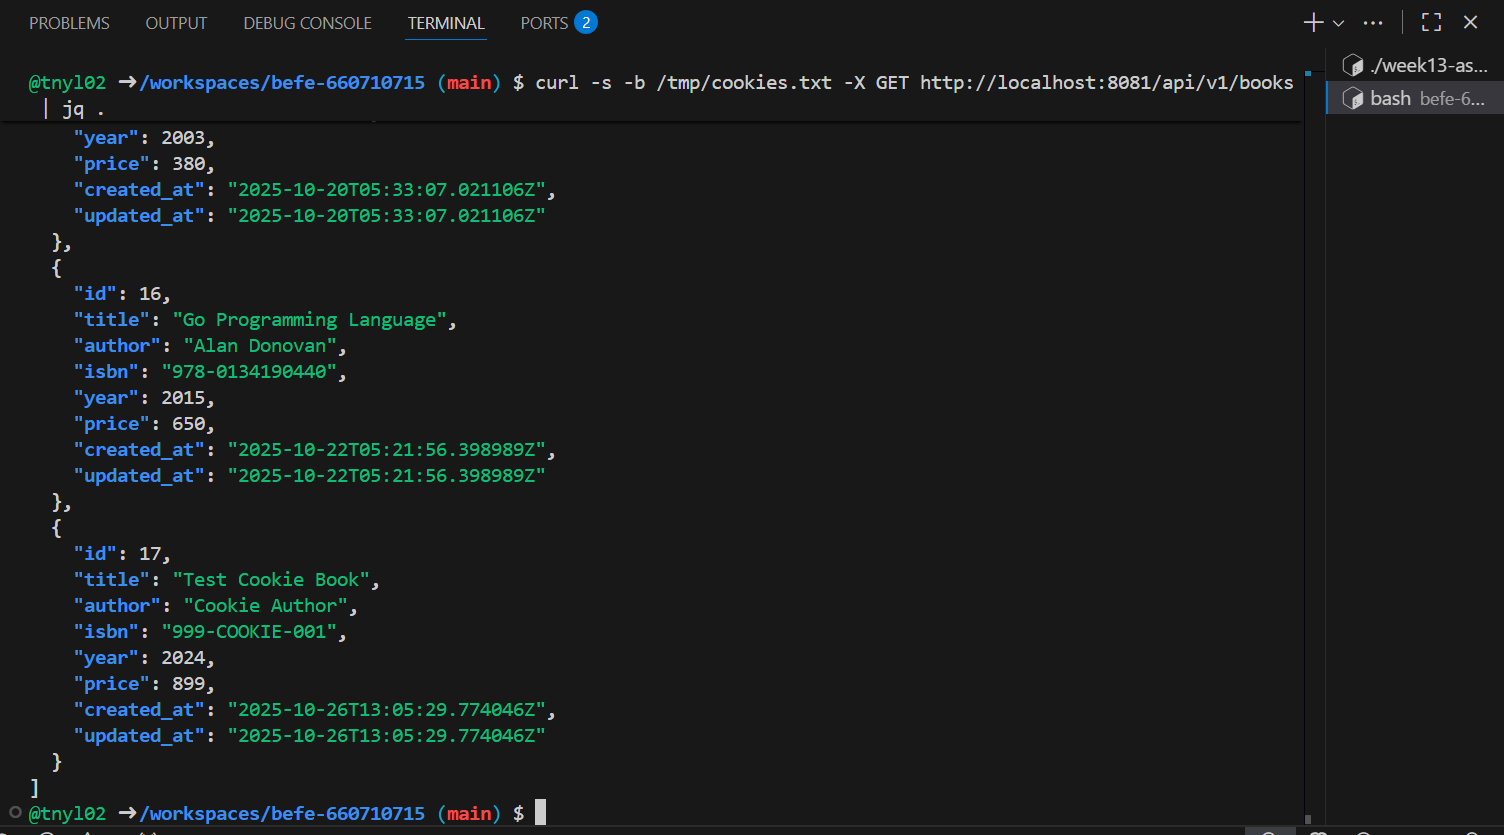 PROBLEMS OUTPUT DEBUG CONSOLE TERMINAL PORTS 2
@tnyl02 ➜/workspaces/befe-660710715 (main) $ curl -s -b /tmp/cookies.txt -X GET http://localhost:8081/api/v1/books
| jq .
"year": 2003,
"price": 380,
"created_at": "2025-10-20T05:33:07.021106Z",
"updated_at": "2025-10-20T05:33:07.021106Z"
},
{
"id": 16,
"title": "Go Programming Language",
"author": "Alan Donovan",
"isbn": "978-0134190440",
"year": 2015,
"price": 650,
"created_at": "2025-10-22T05:21:56.398989Z",
"updated_at": "2025-10-22T05:21:56.398989Z"
},
{
"id": 17,
"title": "Test Cookie Book",
"author": "Cookie Author",
"isbn": "999-COOKIE-001",
"year": 2024,
"price": 899,
"created_at": "2025-10-26T13:05:29.774046Z",
"updated_at": "2025-10-26T13:05:29.774046Z"
}
]
@tnyl02 ➜/workspaces/befe-660710715 (main) $
./week13-as...
bash befe-6...